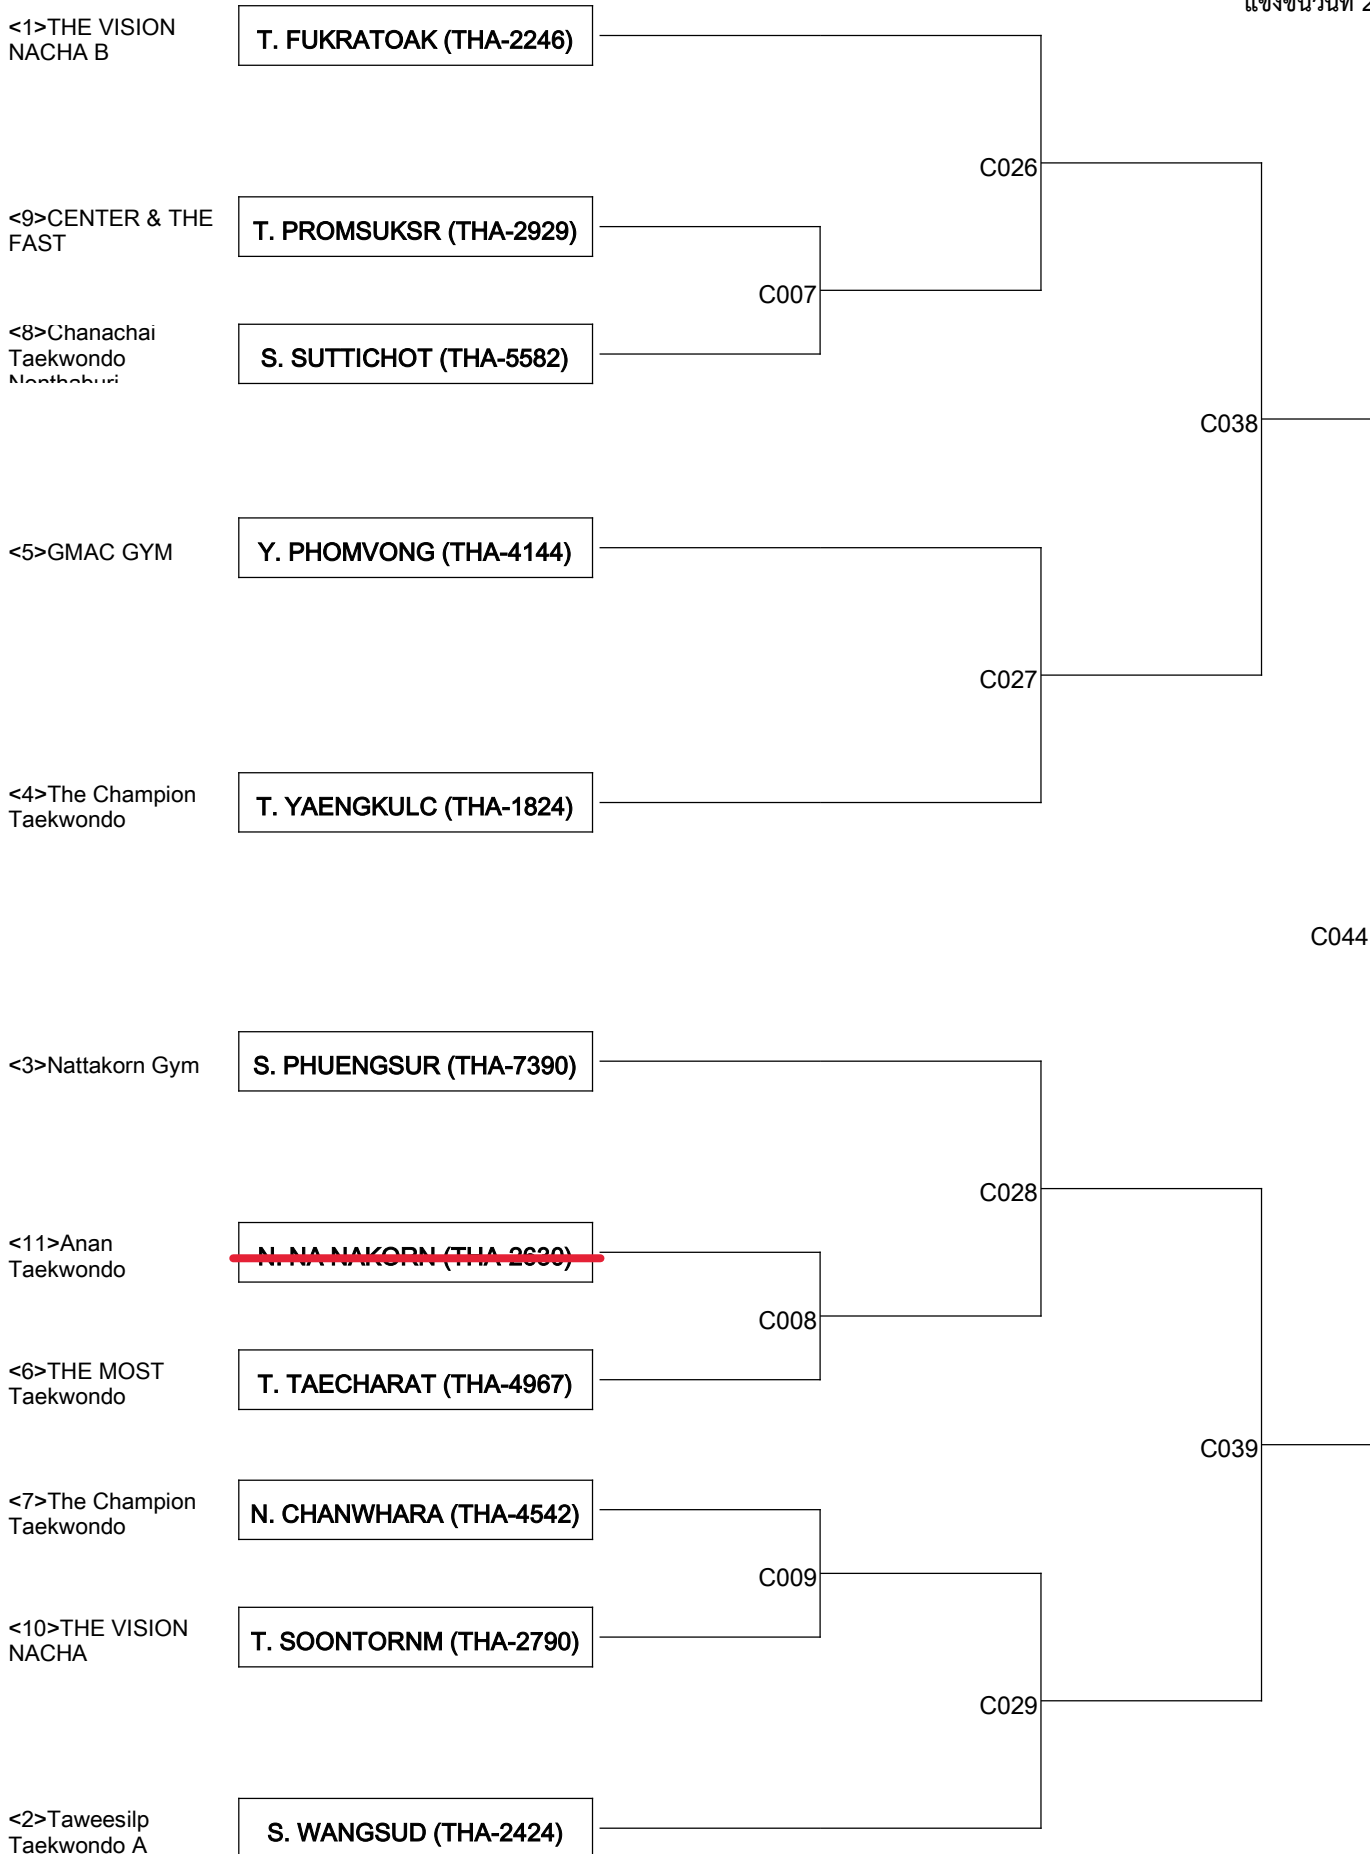 แข่งขันวันที่ 2
<1>THE VISION
NACHA B
T. FUKRATOAK (THA-2246)
C026
<9>CENTER & THE
FAST
T. PROMSUKSR (THA-2929)
C007
<8>Chanachai
Taekwondo
Nonthaburi
S. SUTTICHOT (THA-5582)
C038
<5>GMAC GYM
Y. PHOMVONG (THA-4144)
C027
<4>The Champion
Taekwondo
T. YAENGKULC (THA-1824)
C044
<3>Nattakorn Gym
S. PHUENGSUR (THA-7390)
C028
<11>Anan
Taekwondo
N. NA NAKORN (THA-2630)
C008
<6>THE MOST
Taekwondo
T. TAECHARAT (THA-4967)
C039
<7>The Champion
Taekwondo
N. CHANWHARA (THA-4542)
C009
<10>THE VISION
NACHA
T. SOONTORNM (THA-2790)
C029
<2>Taweesilp
Taekwondo A
S. WANGSUD (THA-2424)